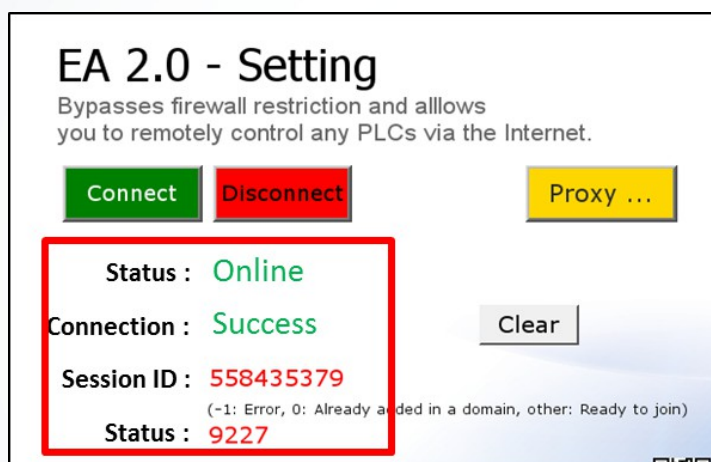 EA 2.0 - Setting
Bypasses firewall restriction and alllows
you to remotely control any PLCs via the Internet.
Connect Disconnect Proxy ...
Status : Online
Connection : Success Clear
Session ID : 558435379
(-1: Error, 0: Already added in a domain, other: Ready to join)
Status : 9227